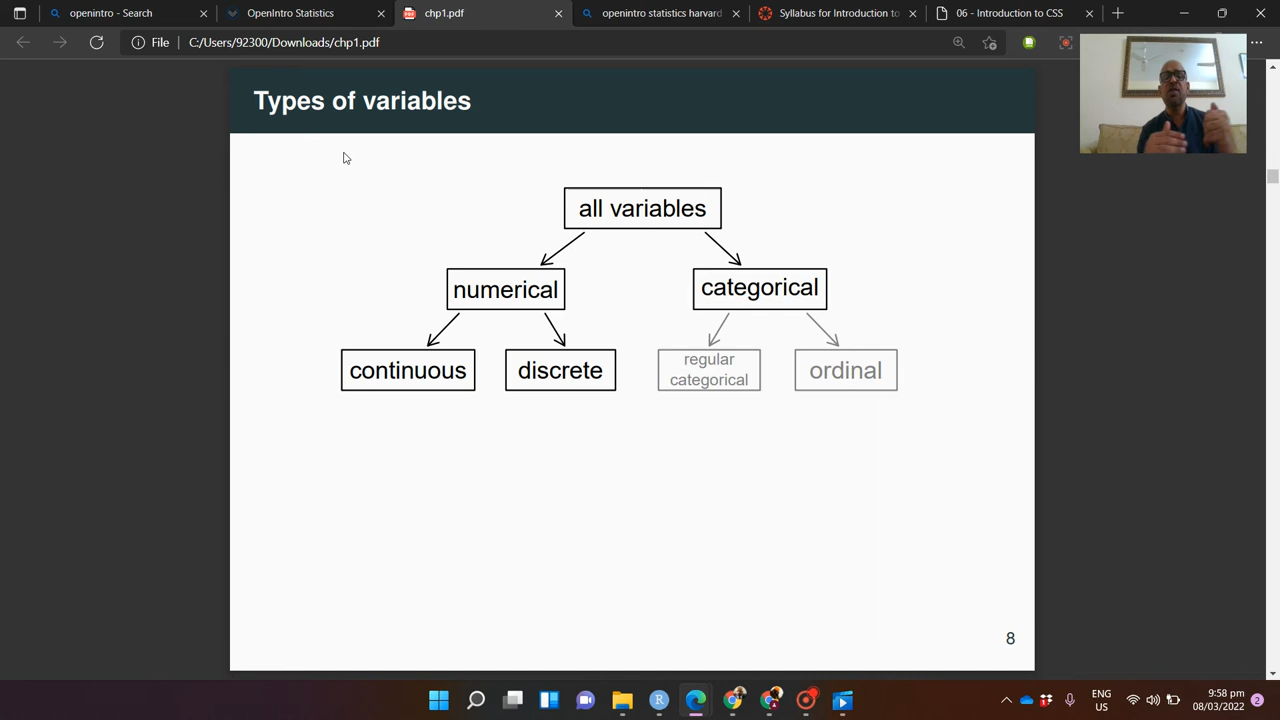 openintro - Search
OpenIntro Statistics
chp1.pdf
openintro statistics harvard
Syllabus for Introduction to
06 - Introduction to CSS
File
C:/Users/92300/Downloads/chp1.pdf
Types of variables
all variables
numerical
categorical
continuous
discrete
regular
categorical
ordinal
8
ENG
US
9:58 pm
08/03/2022
2